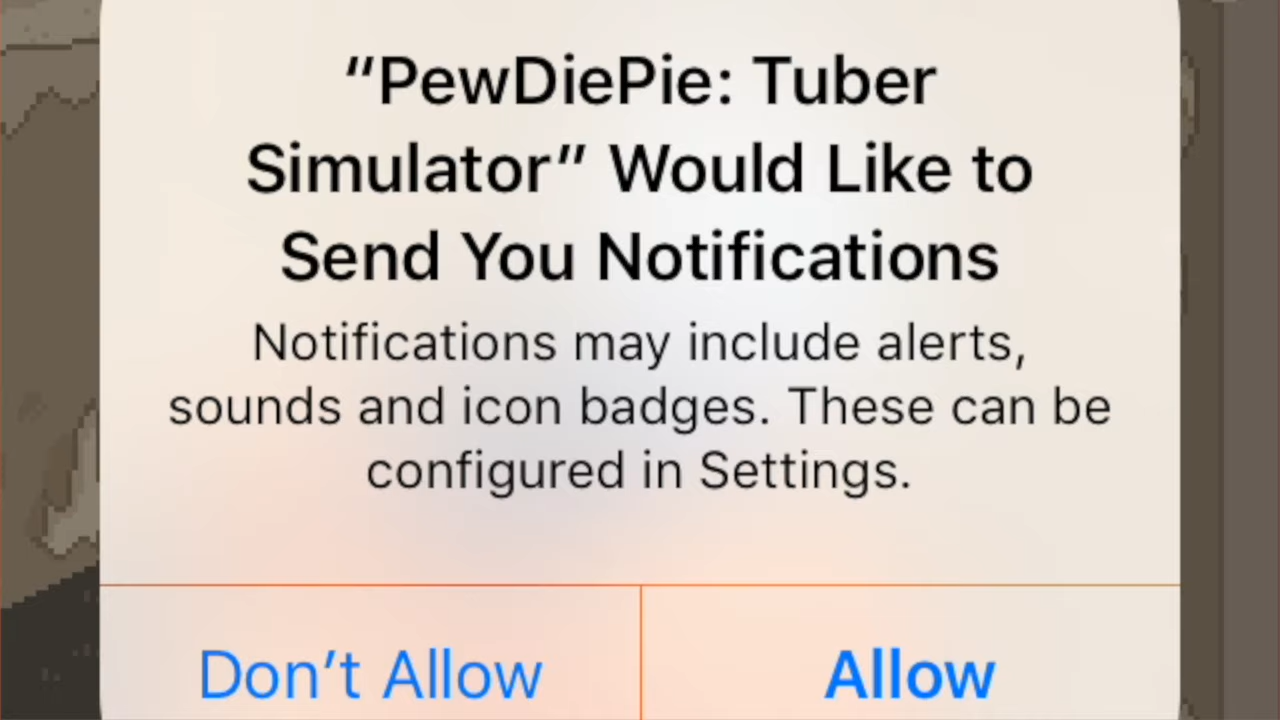 “PewDiePie: Tuber
Simulator” Would Like to
Send You Notifications
Notifications may include alerts,
sounds and icon badges. These can be
configured in Settings.
Don’t Allow
Allow